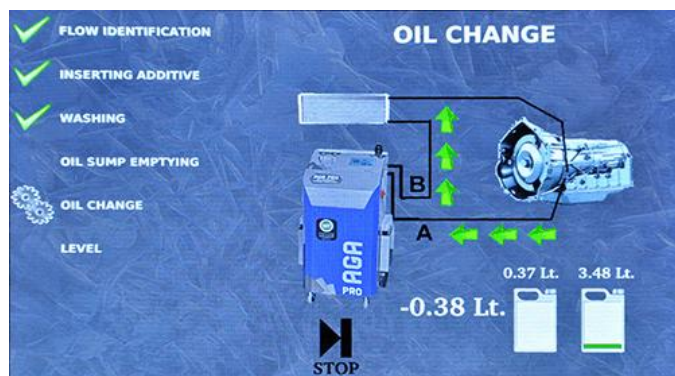 FLOW IDENTIFICATION
OIL CHANGE
INSERTING ADDITIVE
WASHING
OIL SUMP EMPTYING
B
OIL CHANGE
A
LEVEL
AGA
PRO
0.37 Lt.
3.48 Lt.
-0.38 Lt.
STOP